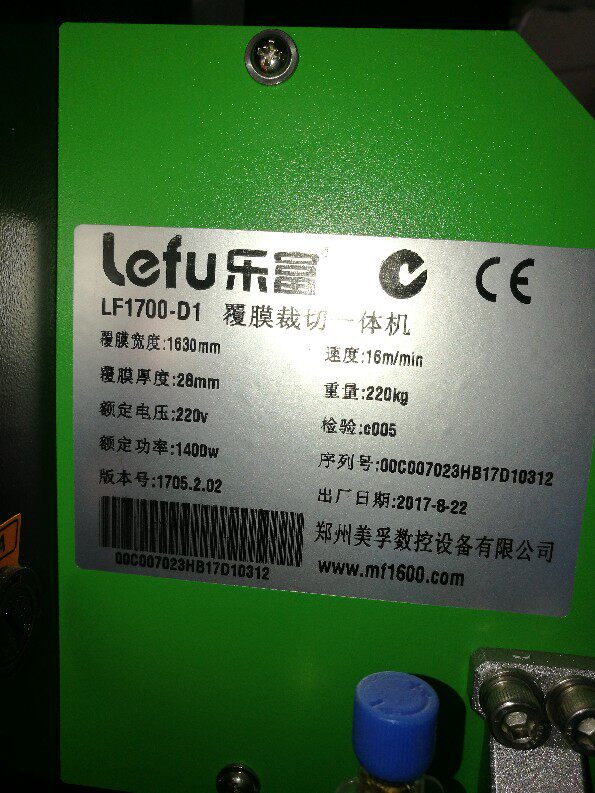 Lefu乐富 CE
LF1700-D1 覆膜裁切一体机
覆膜宽度:1630mm 速度:16m/min
覆膜厚度:28mm 重量:220kg
额定电压:220v 检验:c005
额定功率:1400w 序列号:00C007023HB17D10312
版本号:1705.2.02 出厂日期:2017-8-22
郑州美孚数控设备有限公司
00C007023HB17D10312 www.mf1600.com